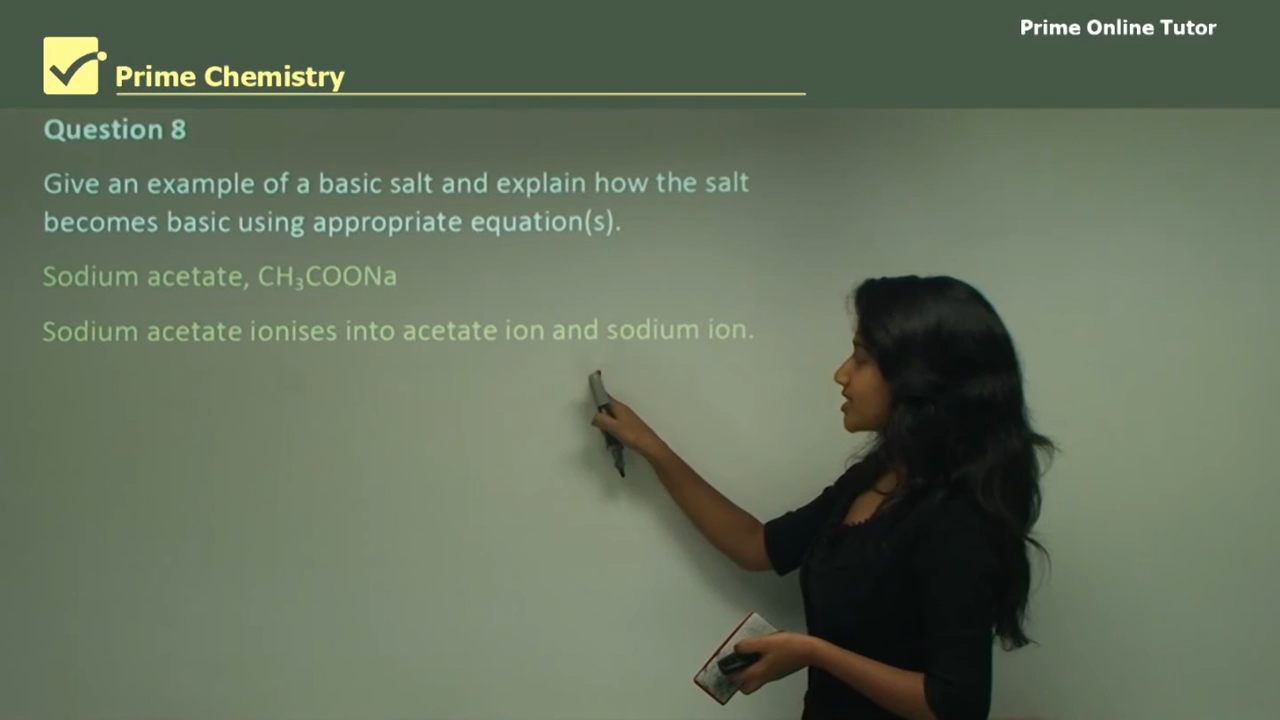 Prime Online Tutor
Prime Chemistry
Question 8
Give an example of a basic salt and explain how the salt
becomes basic using appropriate equation(s).
Sodium acetate, CH₃COONa
Sodium acetate ionises into acetate ion and sodium ion.